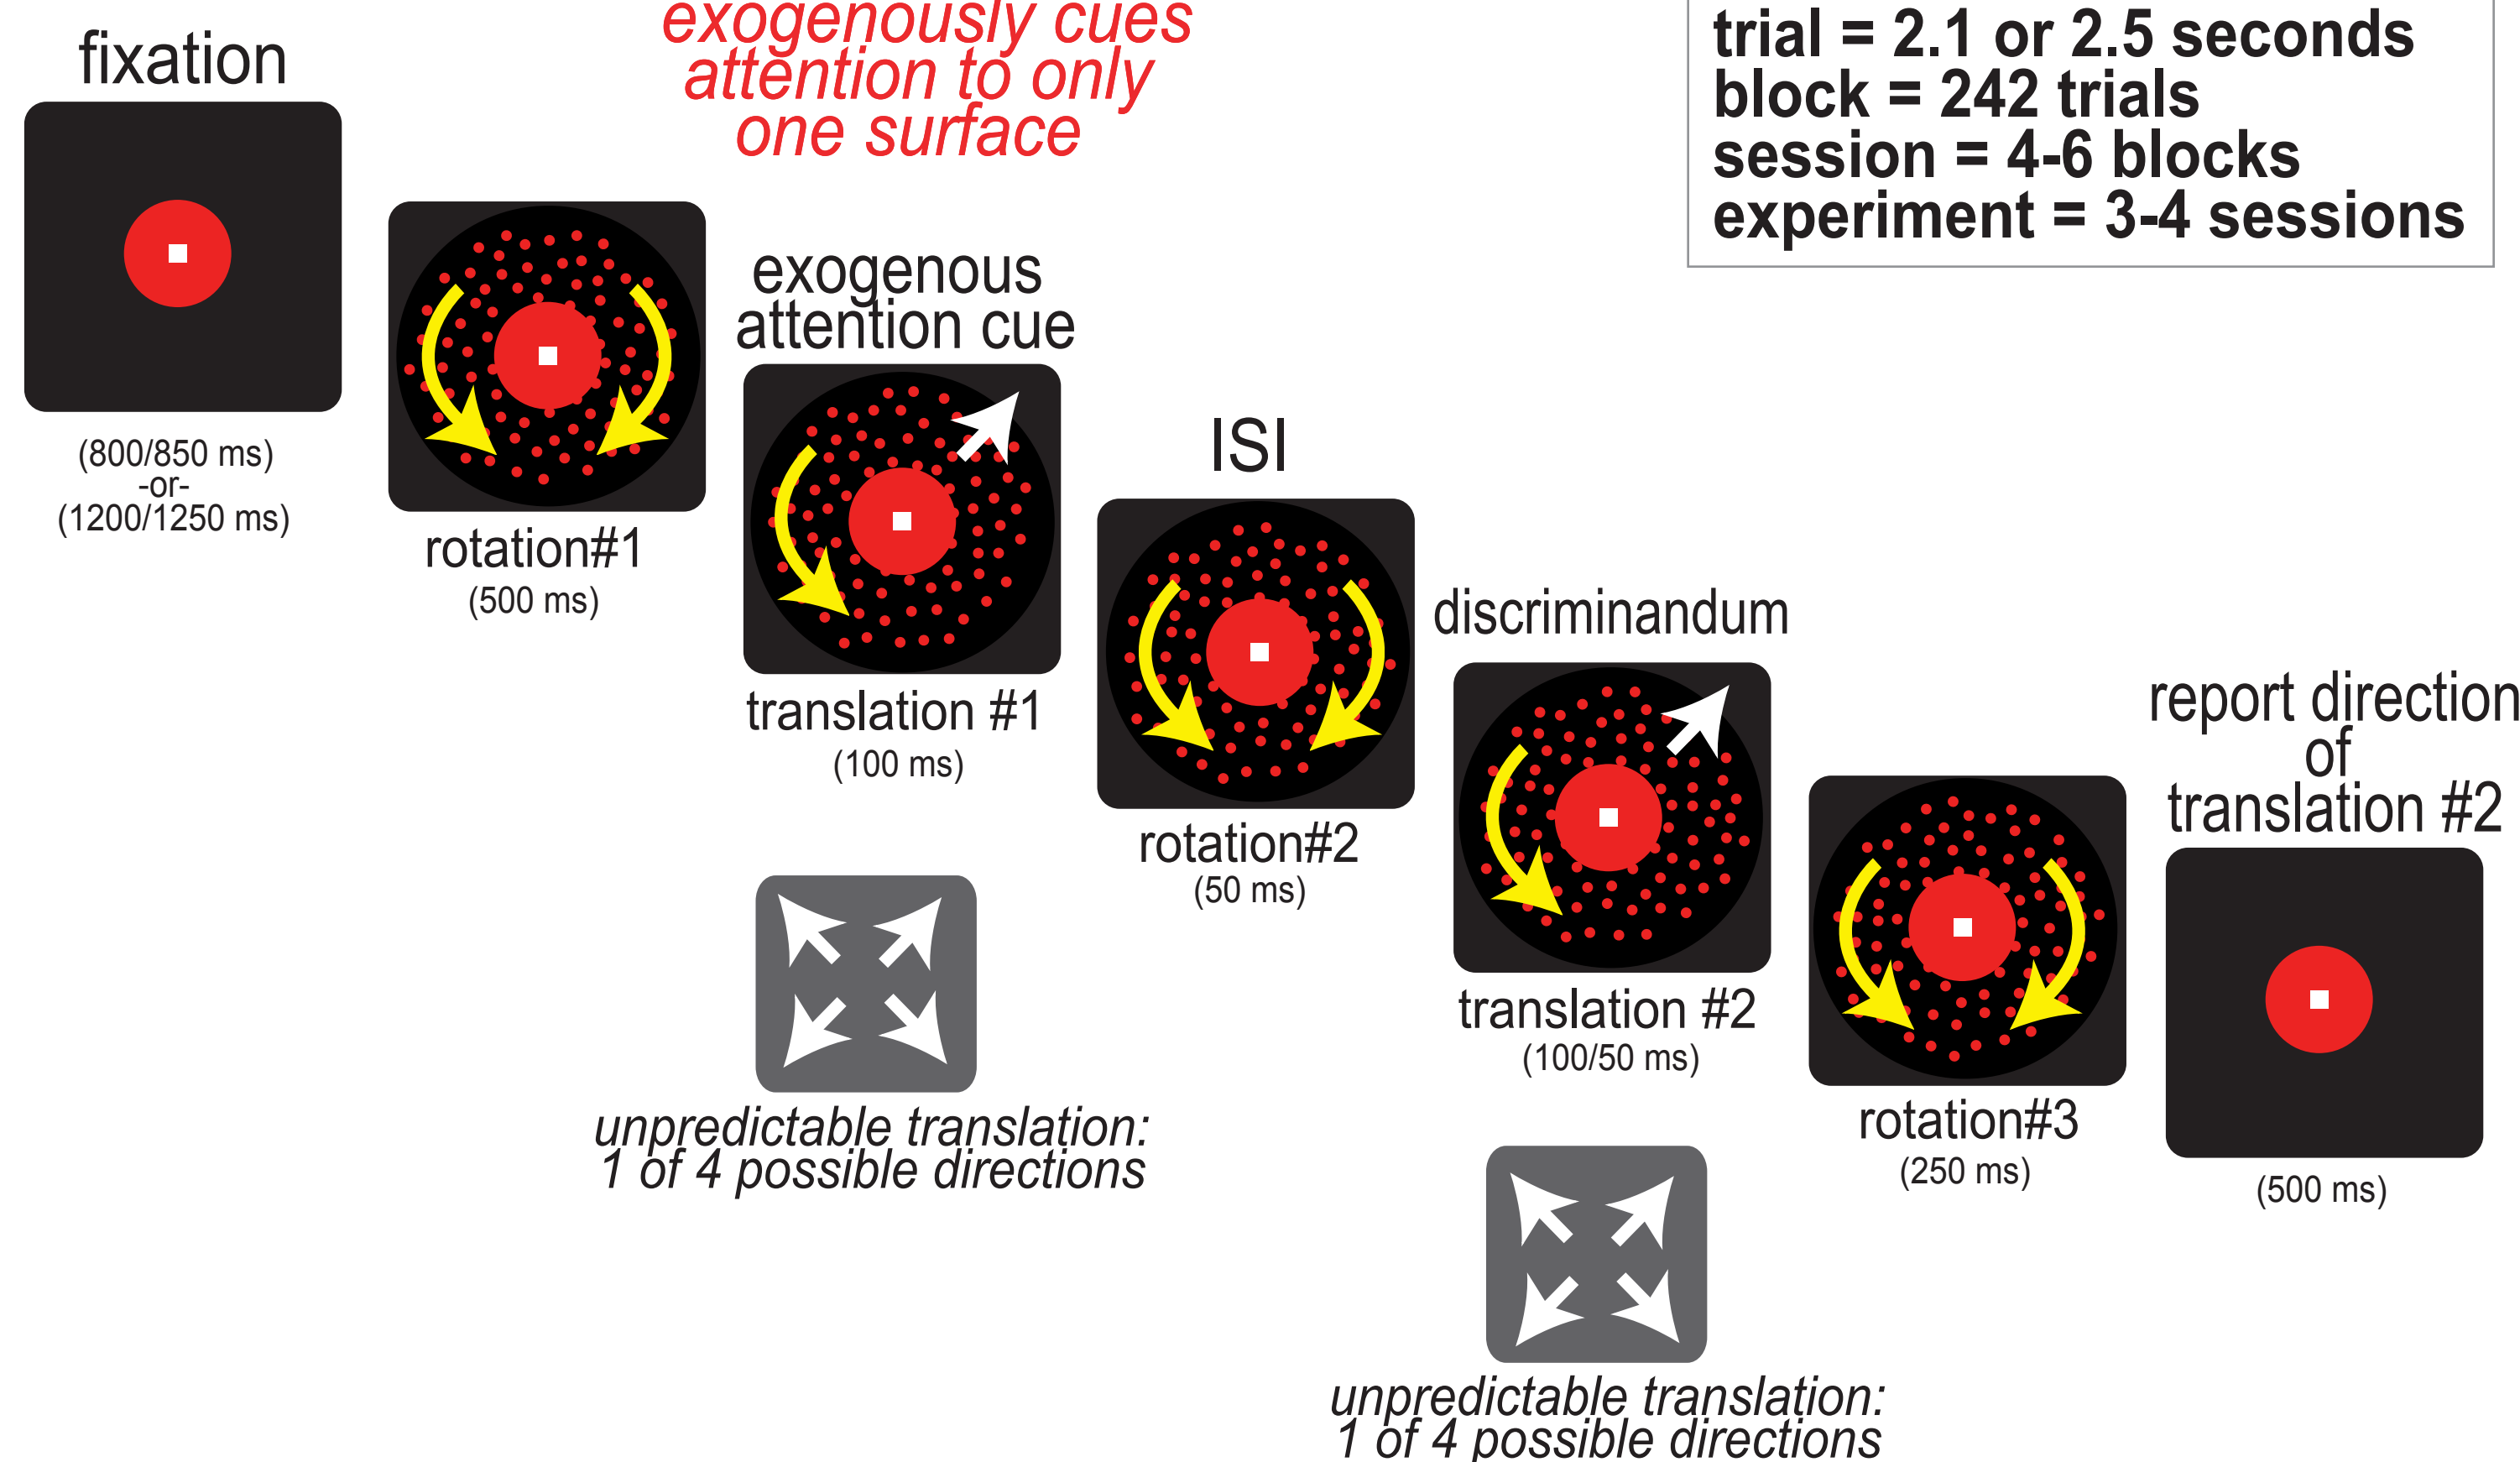 exogenously cues
attention to only
one surface
trial = 2.1 or 2.5 seconds
block = 242 trials
session = 4-6 blocks
experiment = 3-4 sessions
fixation
(800/850 ms)
-or-
(1200/1250 ms)
rotation#1
(500 ms)
exogenous
attention cue
translation #1
(100 ms)
unpredictable translation:
1 of 4 possible directions
ISI
rotation#2
(50 ms)
discriminandum
translation #2
(100/50 ms)
unpredictable translation:
1 of 4 possible directions
rotation#3
(250 ms)
report direction
of
translation #2
(500 ms)